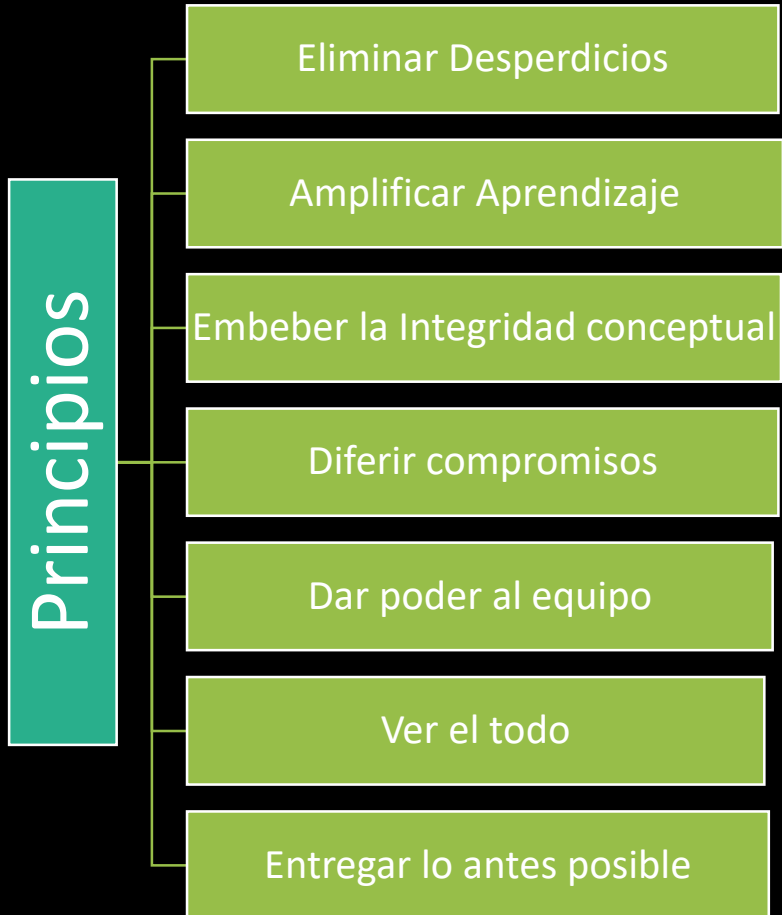 Principios
Eliminar Desperdicios
Amplificar Aprendizaje
Embeber la Integridad conceptual
Diferir compromisos
Dar poder al equipo
Ver el todo
Entregar lo antes posible